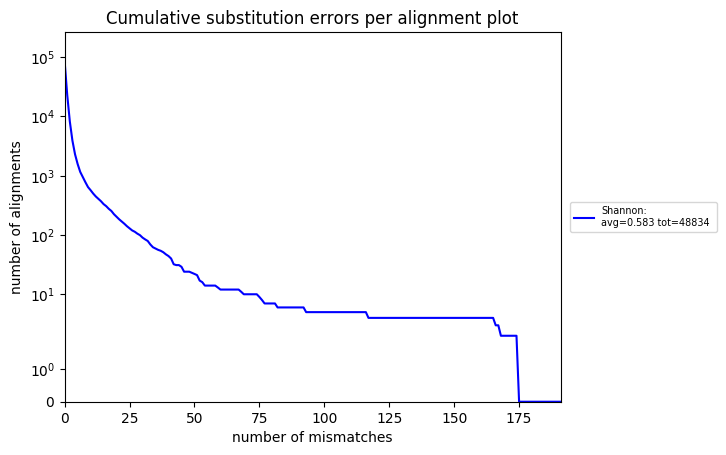 Cumulative substitution errors per alignment plot
number of alignments
10^5
10^4
10^3
10^2
10^1
10^0
0
0 25 50 75 100 125 150 175
number of mismatches
Shannon:
avg=0.583 tot=48834